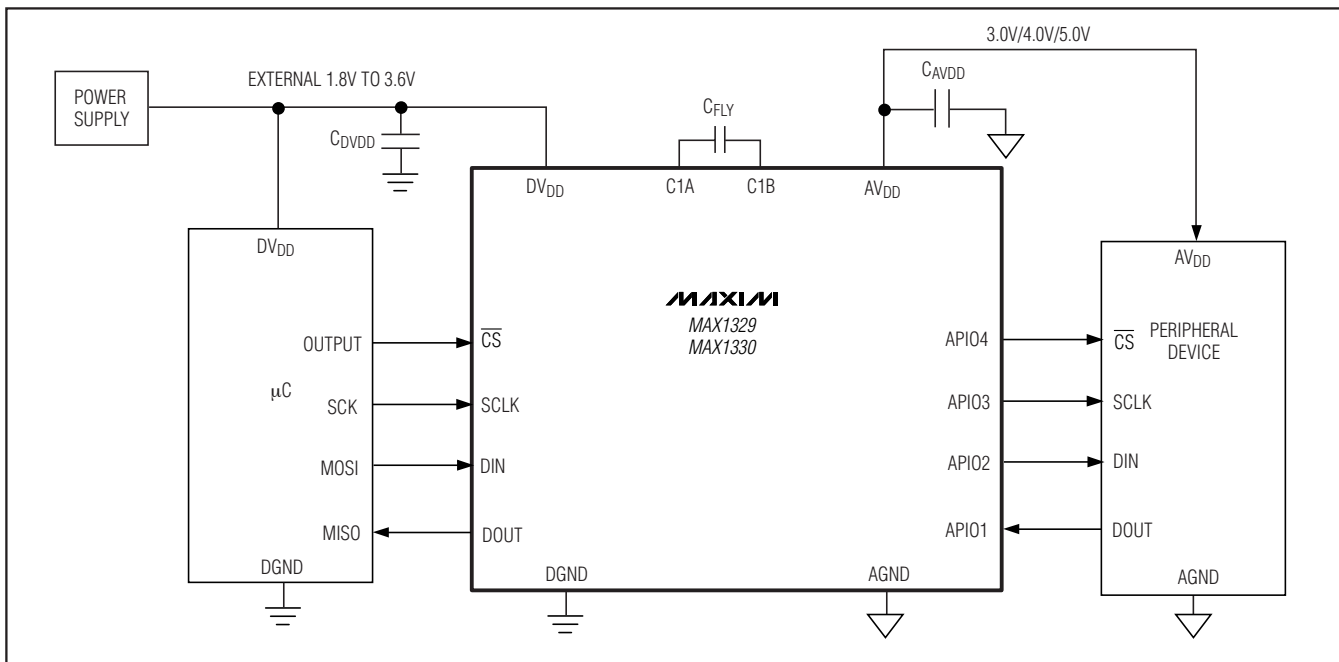 3.0V/4.0V/5.0V
POWER
SUPPLY
EXTERNAL 1.8V TO 3.6V
CDVDD
CFLY
CAVDD
DVDD
C1A
C1B
AVDD
DVDD
AVDD
MAXIM
MAX1329
MAX1330
OUTPUT
CS
APIO4
CS
PERIPHERAL
DEVICE
μC
SCK
SCLK
APIO3
SCLK
MOSI
DIN
APIO2
DIN
MISO
DOUT
APIO1
DOUT
DGND
DGND
AGND
AGND